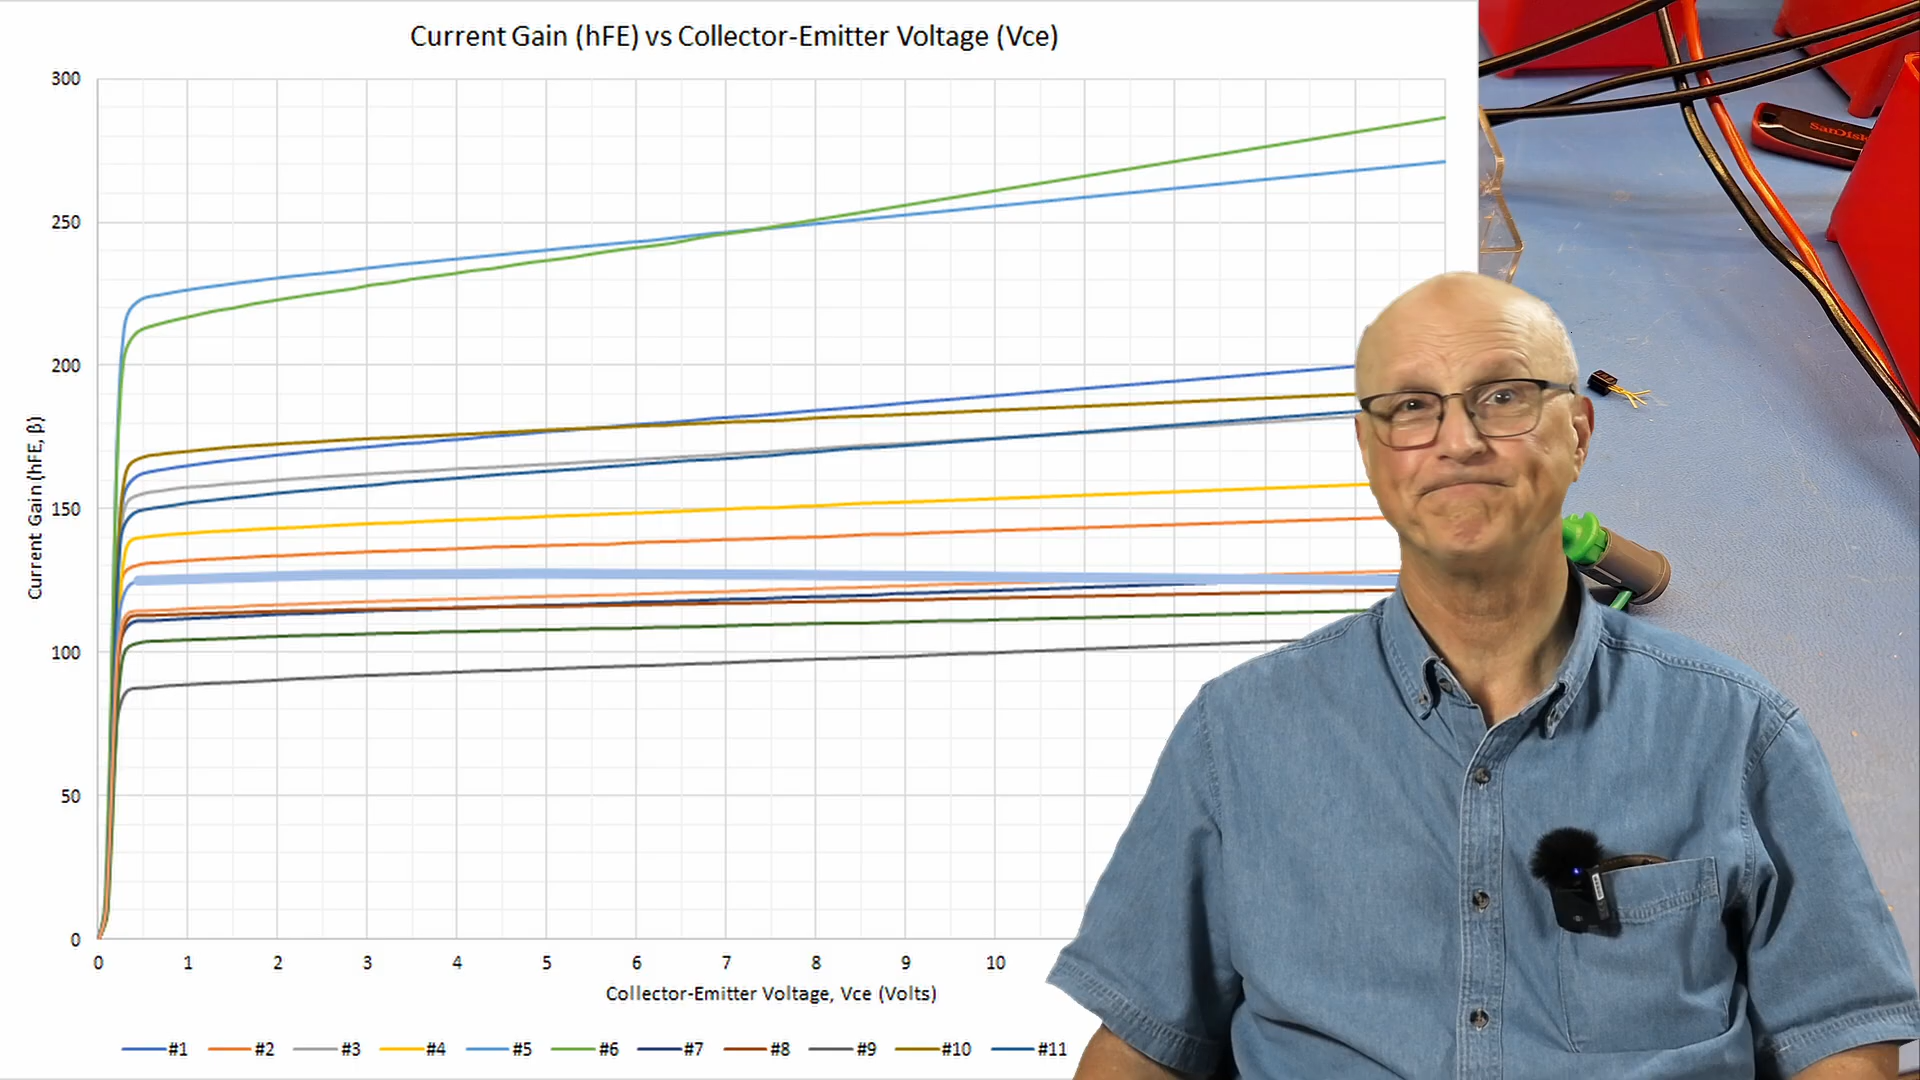 Current Gain (hFE) vs Collector-Emitter Voltage (Vce)
300
250
200
150
100
50
0
Current Gain (hFE, β)
0 1 2 3 4 5 6 7 8 9 10
Collector-Emitter Voltage, Vce (Volts)
#1 #2 #3 #4 #5 #6 #7 #8 #9 #10 #11
SanDisk